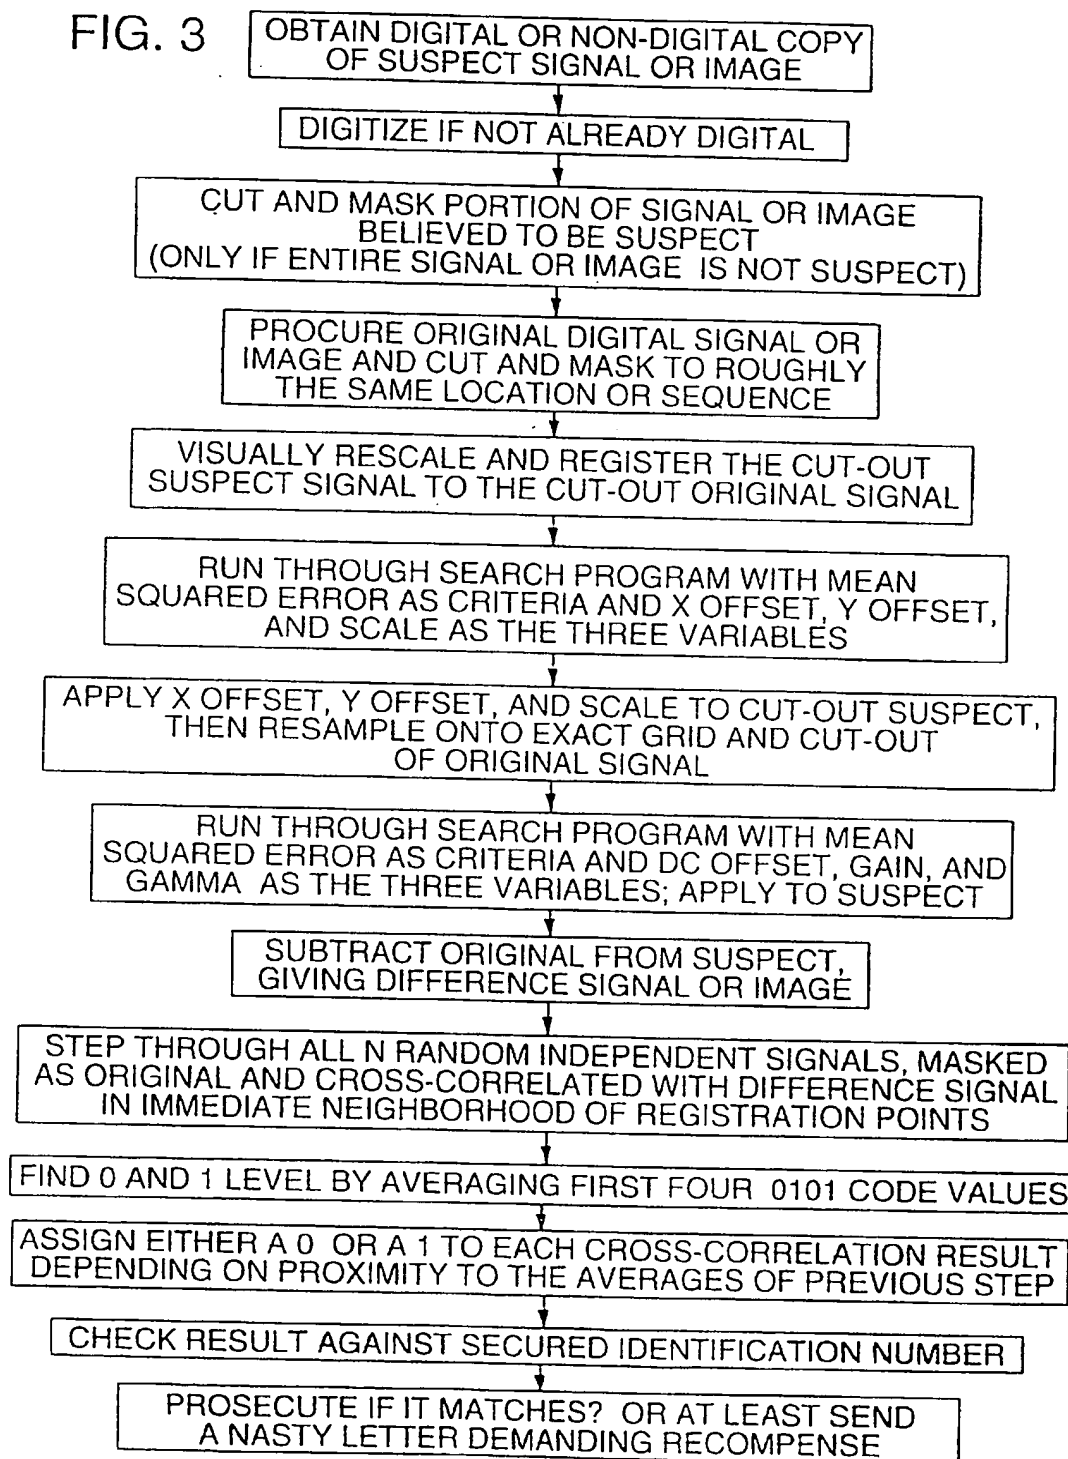 FIG. 3
OBTAIN DIGITAL OR NON-DIGITAL COPY
OF SUSPECT SIGNAL OR IMAGE
DIGITIZE IF NOT ALREADY DIGITAL
CUT AND MASK PORTION OF SIGNAL OR IMAGE
BELIEVED TO BE SUSPECT
(ONLY IF ENTIRE SIGNAL OR IMAGE IS NOT SUSPECT)
PROCURE ORIGINAL DIGITAL SIGNAL OR
IMAGE AND CUT AND MASK TO ROUGHLY
THE SAME LOCATION OR SEQUENCE
VISUALLY RESCALE AND REGISTER THE CUT-OUT
SUSPECT SIGNAL TO THE CUT-OUT ORIGINAL SIGNAL
RUN THROUGH SEARCH PROGRAM WITH MEAN
SQUARED ERROR AS CRITERIA AND X OFFSET, Y OFFSET,
AND SCALE AS THE THREE VARIABLES
APPLY X OFFSET, Y OFFSET, AND SCALE TO CUT-OUT SUSPECT,
THEN RESAMPLE ONTO EXACT GRID AND CUT-OUT
OF ORIGINAL SIGNAL
RUN THROUGH SEARCH PROGRAM WITH MEAN
SQUARED ERROR AS CRITERIA AND DC OFFSET, GAIN, AND
GAMMA AS THE THREE VARIABLES; APPLY TO SUSPECT
SUBTRACT ORIGINAL FROM SUSPECT,
GIVING DIFFERENCE SIGNAL OR IMAGE
STEP THROUGH ALL N RANDOM INDEPENDENT SIGNALS, MASKED
AS ORIGINAL AND CROSS-CORRELATED WITH DIFFERENCE SIGNAL
IN IMMEDIATE NEIGHBORHOOD OF REGISTRATION POINTS
FIND 0 AND 1 LEVEL BY AVERAGING FIRST FOUR 0101 CODE VALUES
ASSIGN EITHER A 0 OR A 1 TO EACH CROSS-CORRELATION RESULT
DEPENDING ON PROXIMITY TO THE AVERAGES OF PREVIOUS STEP
CHECK RESULT AGAINST SECURED IDENTIFICATION NUMBER
PROSECUTE IF IT MATCHES? OR AT LEAST SEND
A NASTY LETTER DEMANDING RECOMPENSE